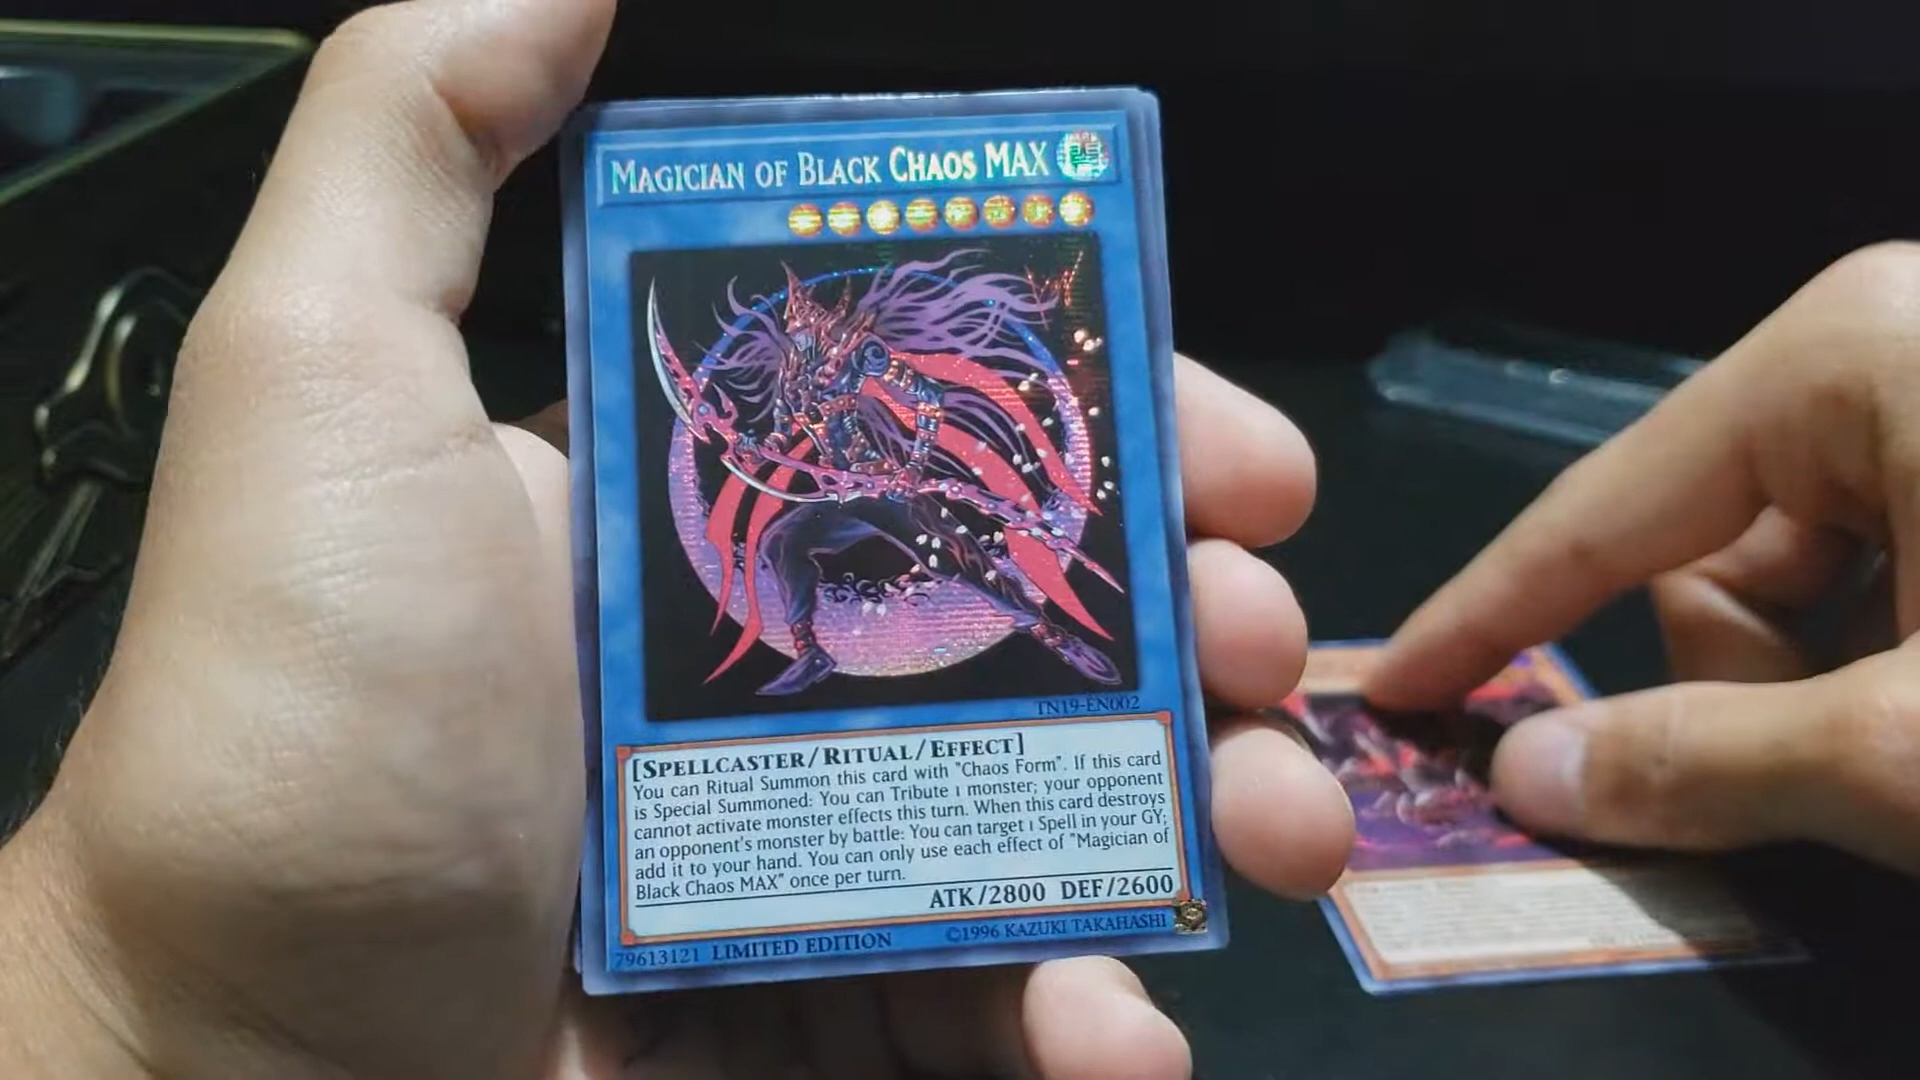 MAGICIAN OF BLACK CHAOS MAX
TN19-EN002
[SPELLCASTER/RITUAL/EFFECT]
You can Ritual Summon this card with "Chaos Form". If this card
is Special Summoned: You can Tribute 1 monster; your opponent
cannot activate monster effects this turn. When this card destroys
an opponent's monster by battle: You can target 1 Spell in your GY;
add it to your hand. You can only use each effect of "Magician of
Black Chaos MAX" once per turn.
ATK/2800 DEF/2600
79613121 LIMITED EDITION ©1996 KAZUKI TAKAHASHI